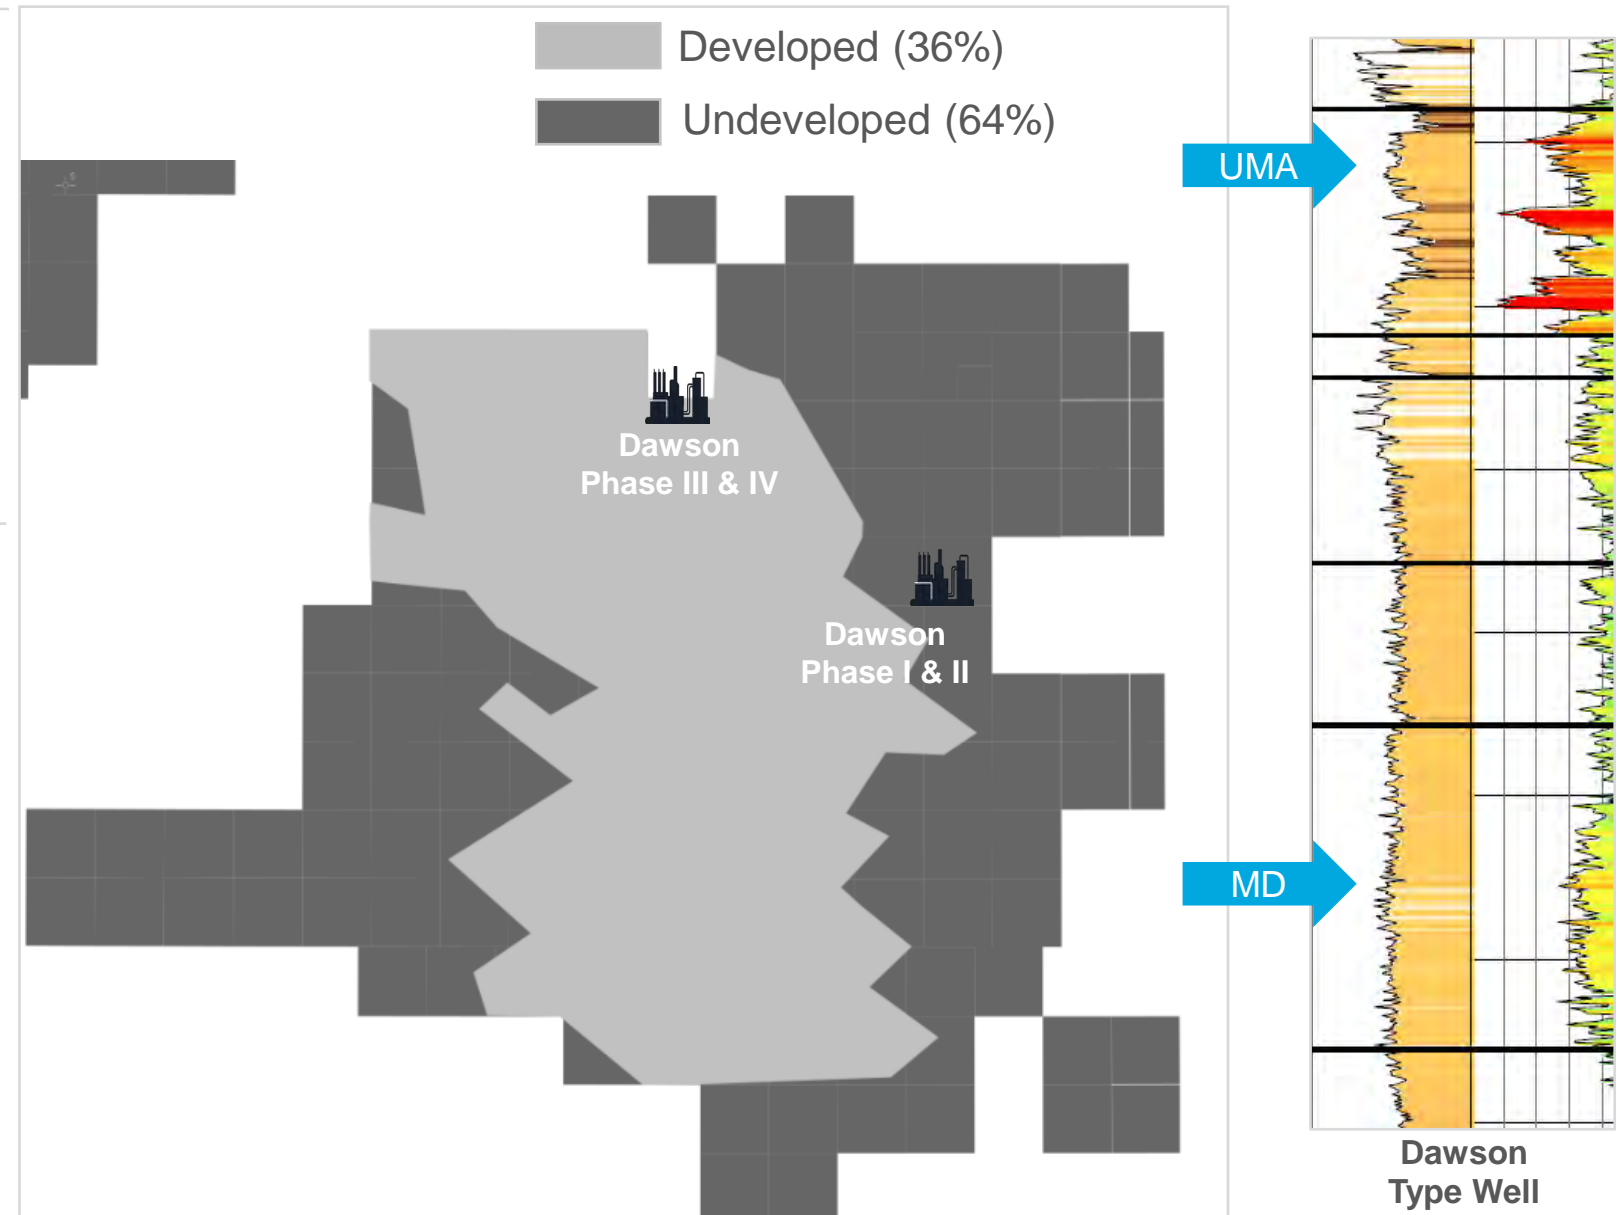 Developed (36%)
Undeveloped (64%)
UMA
Dawson
Phase III & IV
Dawson
Phase I & II
MD
Dawson
Type Well